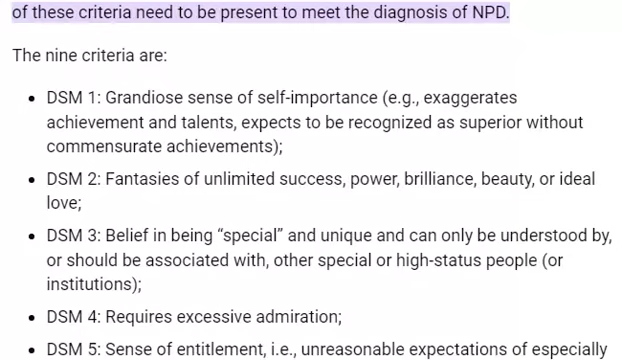 of these criteria need to be present to meet the diagnosis of NPD.
The nine criteria are:
• DSM 1: Grandiose sense of self-importance (e.g., exaggerates
achievement and talents, expects to be recognized as superior without
commensurate achievements);
• DSM 2: Fantasies of unlimited success, power, brilliance, beauty, or ideal
love;
• DSM 3: Belief in being “special” and unique and can only be understood by,
or should be associated with, other special or high-status people (or
institutions);
• DSM 4: Requires excessive admiration;
• DSM 5: Sense of entitlement, i.e., unreasonable expectations of especially